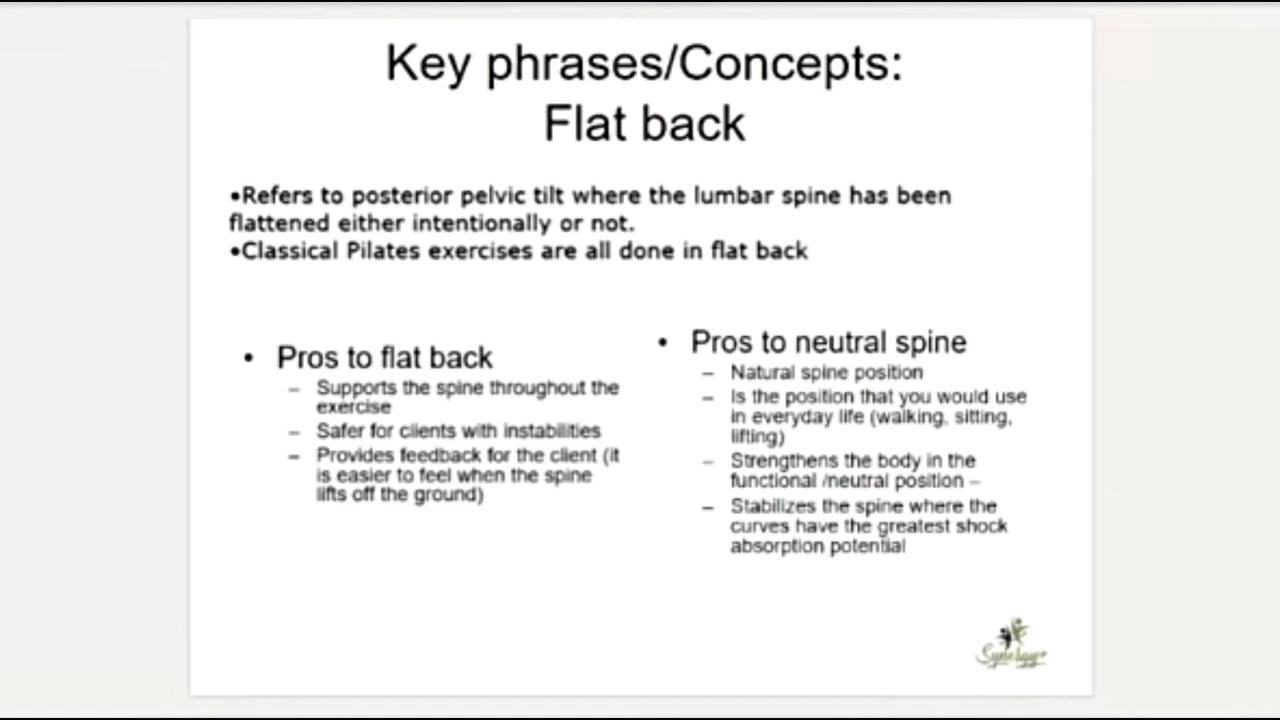 Key phrases/Concepts:
Flat back
•Refers to posterior pelvic tilt where the lumbar spine has been
flattened either intentionally or not.
•Classical Pilates exercises are all done in flat back
• Pros to flat back
– Supports the spine throughout the
exercise
– Safer for clients with instabilities
– Provides feedback for the client (it
is easier to feel when the spine
lifts off the ground)
• Pros to neutral spine
– Natural spine position
– Is the position that you would use
in everyday life (walking, sitting,
lifting)
– Strengthens the body in the
functional /neutral position –
– Stabilizes the spine where the
curves have the greatest shock
absorption potential